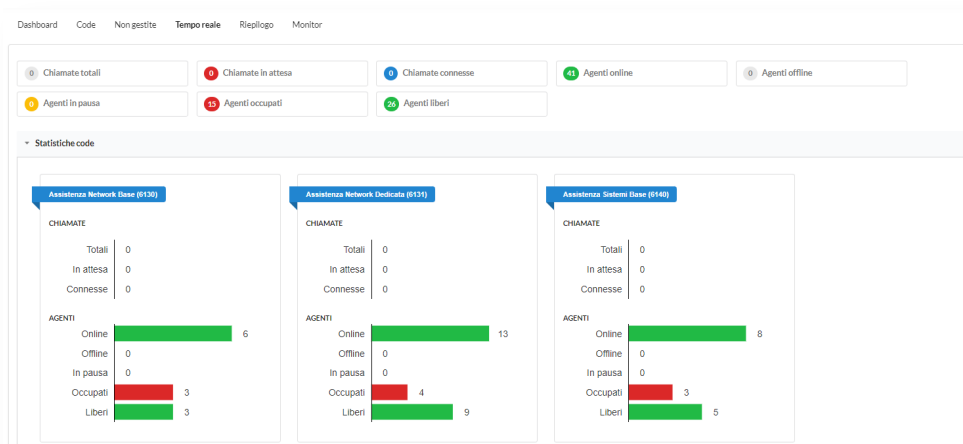 Dashboard Code Non gestite Tempo reale Riepilogo Monitor
0 Chiamate totali 0 Chiamate in attesa 0 Chiamate connesse 41 Agenti online 0 Agenti offline
0 Agenti in pausa 15 Agenti occupati 26 Agenti liberi
Statistiche code
Assistenza Network Base (6130) Assistenza Network Dedicata (6131) Assistenza Sistemi Base (6140)
CHIAMATE CHIAMATE CHIAMATE
Totali 0 Totali 0 Totali 0
In attesa 0 In attesa 0 In attesa 0
Connesse 0 Connesse 0 Connesse 0
AGENTI AGENTI AGENTI
Online 6 Online 13 Online 8
Offline 0 Offline 0 Offline 0
In pausa 0 In pausa 0 In pausa 0
Occupati 3 Occupati 4 Occupati 3
Liberi 3 Liberi 9 Liberi 5